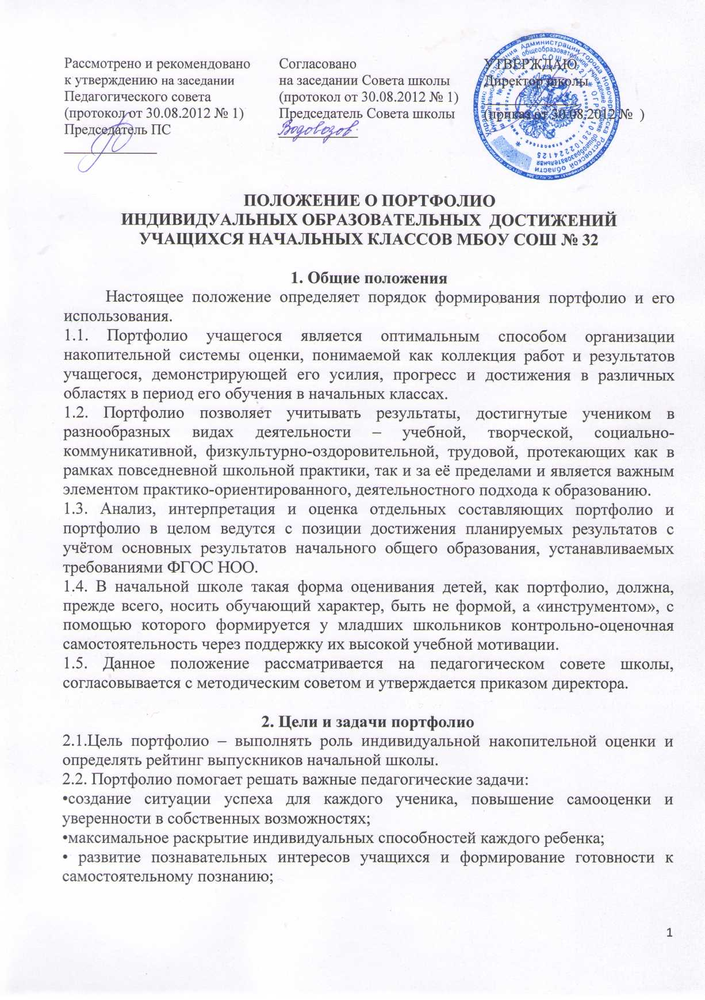 Рассмотрено и рекомендовано
к утверждению на заседании
Педагогического совета
(протокол от 30.08.2012 № 1)
Председатель ПС
Согласовано
на заседании Совета школы
(протокол от 30.08.2012 № 1)
Председатель Совета школы
Водовозов
УТВЕРЖДАЮ
Директор школы
(приказ от 30.08.2012 № )
ПОЛОЖЕНИЕ О ПОРТФОЛИО
ИНДИВИДУАЛЬНЫХ ОБРАЗОВАТЕЛЬНЫХ ДОСТИЖЕНИЙ
УЧАЩИХСЯ НАЧАЛЬНЫХ КЛАССОВ МБОУ СОШ № 32
1. Общие положения
Настоящее положение определяет порядок формирования портфолио и его
использования.
1.1. Портфолио учащегося является оптимальным способом организации
накопительной системы оценки, понимаемой как коллекция работ и результатов
учащегося, демонстрирующей его усилия, прогресс и достижения в различных
областях в период его обучения в начальных классах.
1.2. Портфолио позволяет учитывать результаты, достигнутые учеником в
разнообразных видах деятельности – учебной, творческой, социально-
коммуникативной, физкультурно-оздоровительной, трудовой, протекающих как в
рамках повседневной школьной практики, так и за её пределами и является важным
элементом практико-ориентированного, деятельностного подхода к образованию.
1.3. Анализ, интерпретация и оценка отдельных составляющих портфолио и
портфолио в целом ведутся с позиции достижения планируемых результатов с
учётом основных результатов начального общего образования, устанавливаемых
требованиями ФГОС НОО.
1.4. В начальной школе такая форма оценивания детей, как портфолио, должна,
прежде всего, носить обучающий характер, быть не формой, а «инструментом», с
помощью которого формируется у младших школьников контрольно-оценочная
самостоятельность через поддержку их высокой учебной мотивации.
1.5. Данное положение рассматривается на педагогическом совете школы,
согласовывается с методическим советом и утверждается приказом директора.
2. Цели и задачи портфолио
2.1.Цель портфолио – выполнять роль индивидуальной накопительной оценки и
определять рейтинг выпускников начальной школы.
2.2. Портфолио помогает решать важные педагогические задачи:
•создание ситуации успеха для каждого ученика, повышение самооценки и
уверенности в собственных возможностях;
•максимальное раскрытие индивидуальных способностей каждого ребенка;
• развитие познавательных интересов учащихся и формирование готовности к
самостоятельному познанию;
1